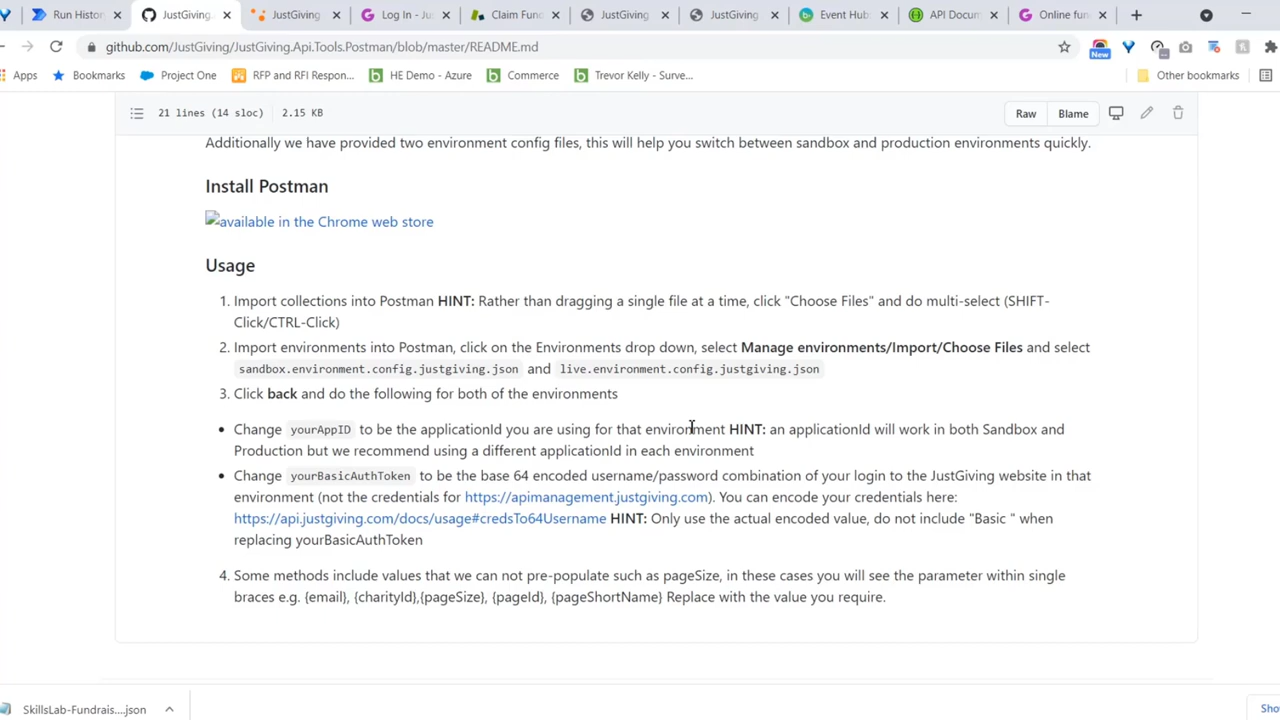 Run Histo
JustGiving.
JustGiving
Log In - Ju
Claim Fun
JustGiving
JustGiving
Event Hub
API Docum
Online fun
github.com/JustGiving/JustGiving.Api.Tools.Postman/blob/master/README.md
New
Apps
Bookmarks
Project One
RFP and RFI Respon...
HE Demo - Azure
Commerce
Trevor Kelly - Surve...
Other bookmarks
21 lines (14 sloc)
2.15 KB
Raw
Blame
Additionally we have provided two environment config files, this will help you switch between sandbox and production environments quickly.
Install Postman
available in the Chrome web store
Usage
1. Import collections into Postman HINT: Rather than dragging a single file at a time, click "Choose Files" and do multi-select (SHIFT-
Click/CTRL-Click)
2. Import environments into Postman, click on the Environments drop down, select Manage environments/Import/Choose Files and select
sandbox.environment.config.justgiving.json and live.environment.config.justgiving.json
3. Click back and do the following for both of the environments
• Change yourAppID to be the applicationId you are using for that environment HINT: an applicationId will work in both Sandbox and
Production but we recommend using a different applicationId in each environment
• Change yourBasicAuthToken to be the base 64 encoded username/password combination of your login to the JustGiving website in that
environment (not the credentials for https://apimanagement.justgiving.com). You can encode your credentials here:
https://api.justgiving.com/docs/usage#credsTo64Username HINT: Only use the actual encoded value, do not include "Basic " when
replacing yourBasicAuthToken
4. Some methods include values that we can not pre-populate such as pageSize, in these cases you will see the parameter within single
braces e.g. {email}, {charityId},{pageSize}, {pageId}, {pageShortName} Replace with the value you require.
SkillsLab-Fundrais....json
Sho